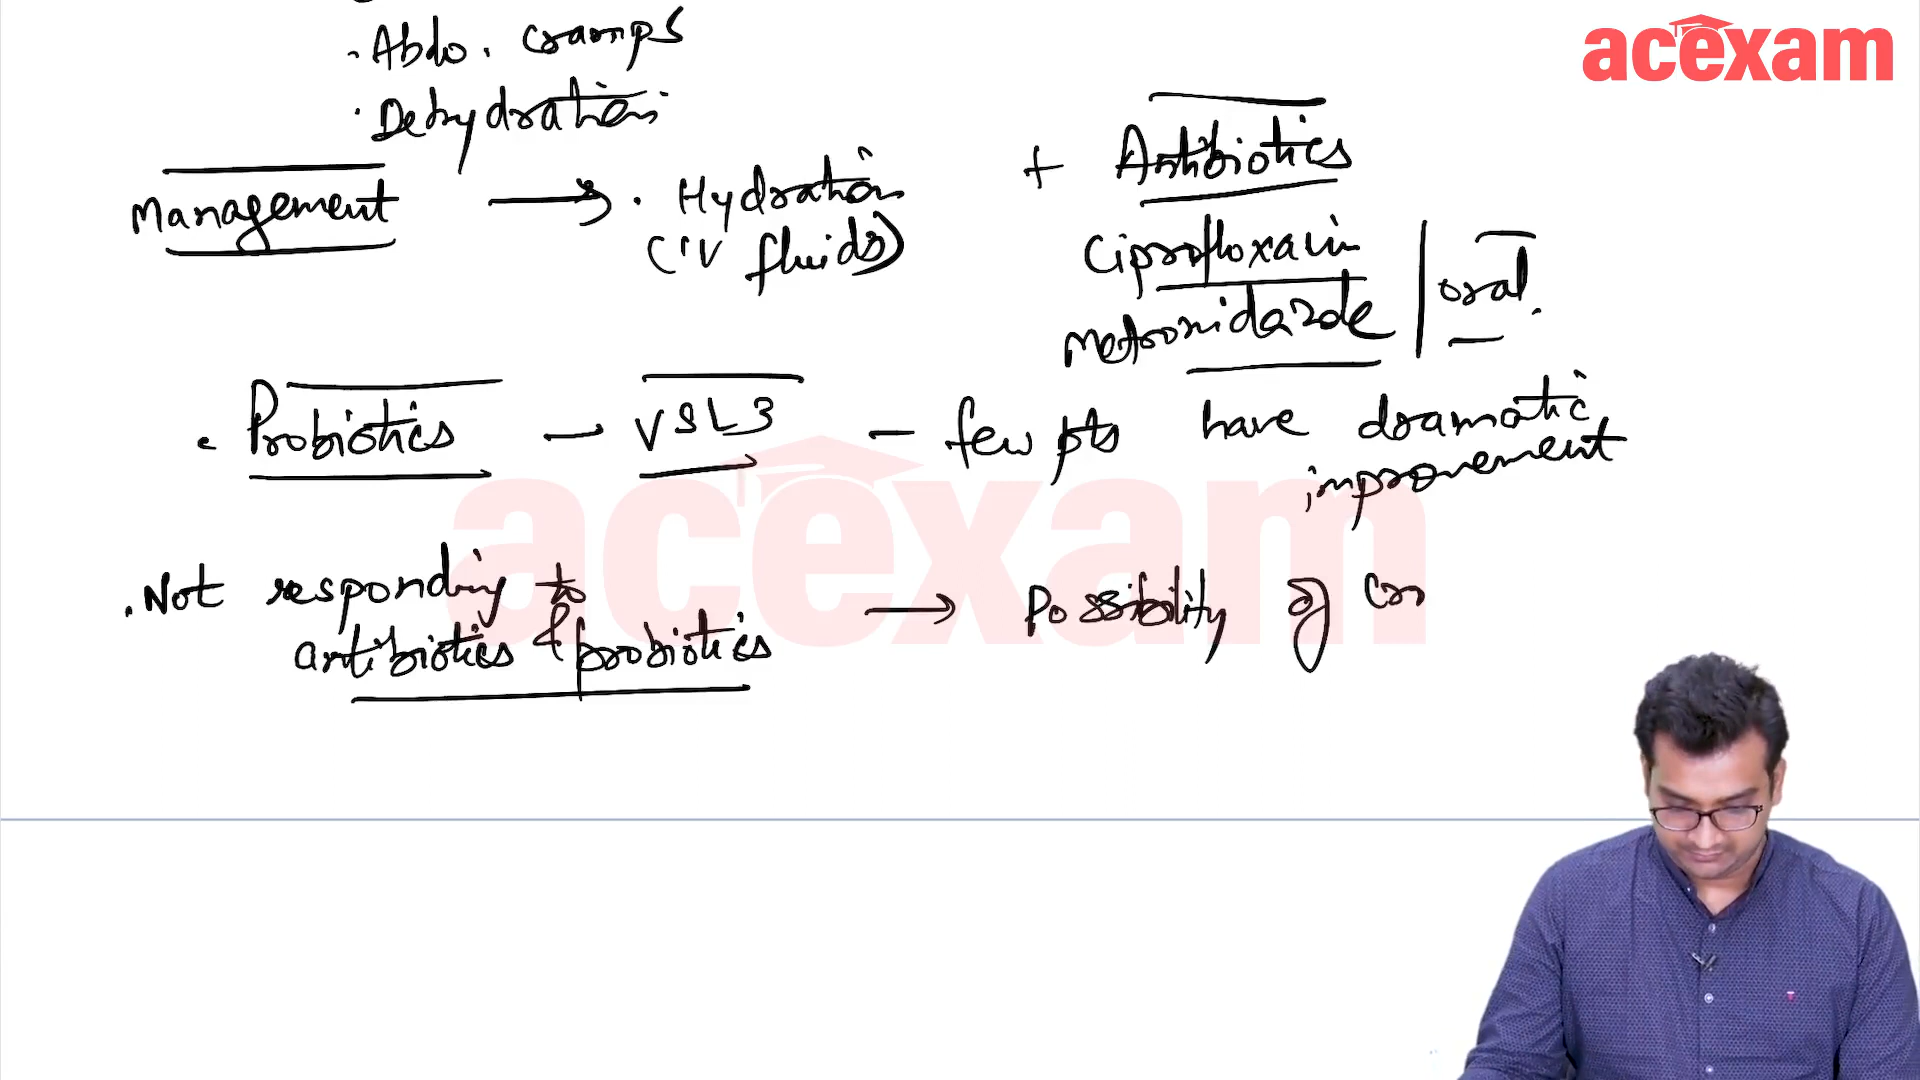 acexam
. Abdo. cramps
. Dehydration
Management → . Hydration + Antibiotics
(IV fluids) Ciprofloxacin
Metronidazole | oral.
. Probiotics — VSL3 — few pts have dramatic
improvement
acexam
. Not responding to → Possibility of Cro
antibiotics & probiotics